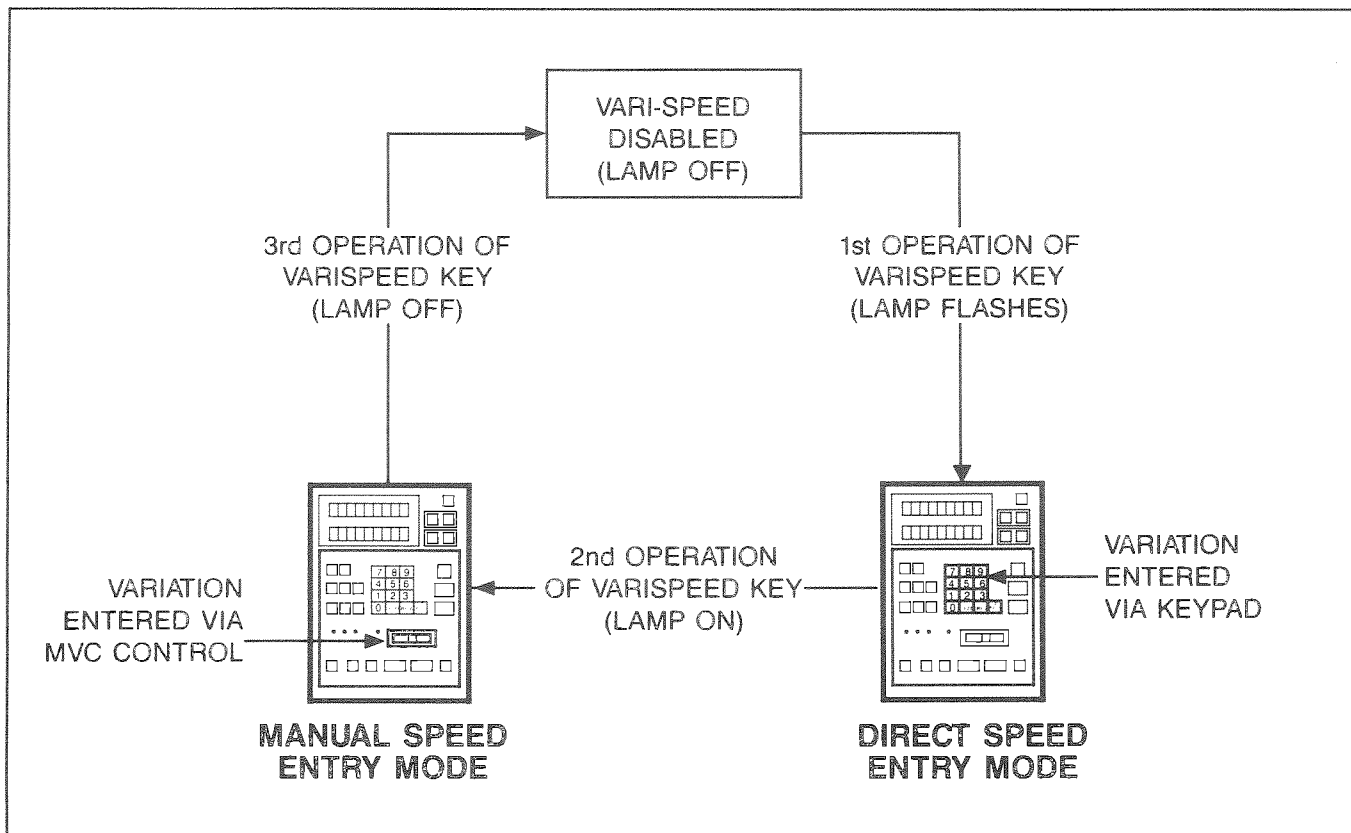 VARI-SPEED
DISABLED
(LAMP OFF)
3rd OPERATION OF
VARISPEED KEY
(LAMP OFF)
1st OPERATION OF
VARISPEED KEY
(LAMP FLASHES)
2nd OPERATION
OF VARISPEED KEY
(LAMP ON)
VARIATION
ENTERED VIA
MVC CONTROL
7 8 9
4 5 6
1 2 3
0
MANUAL SPEED
ENTRY MODE
7 8 9
4 5 6
1 2 3
0
VARIATION
ENTERED
VIA KEYPAD
DIRECT SPEED
ENTRY MODE